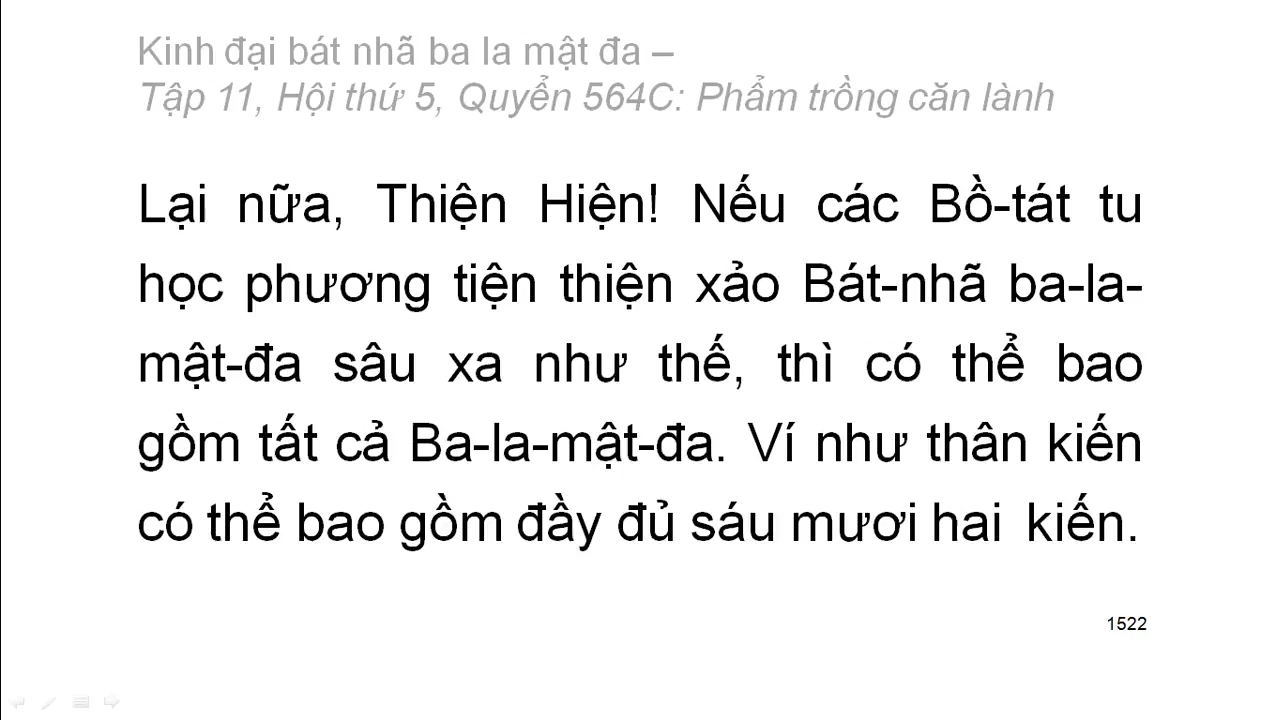 Kinh đại bát nhã ba la mật đa –
Tập 11, Hội thứ 5, Quyển 564C: Phẩm trồng căn lành
Lại nữa, Thiện Hiện! Nếu các Bồ-tát tu
học phương tiện thiện xảo Bát-nhã ba-la-
mật-đa sâu xa như thế, thì có thể bao
gồm tất cả Ba-la-mật-đa. Ví như thân kiến
có thể bao gồm đầy đủ sáu mươi hai kiến.
1522